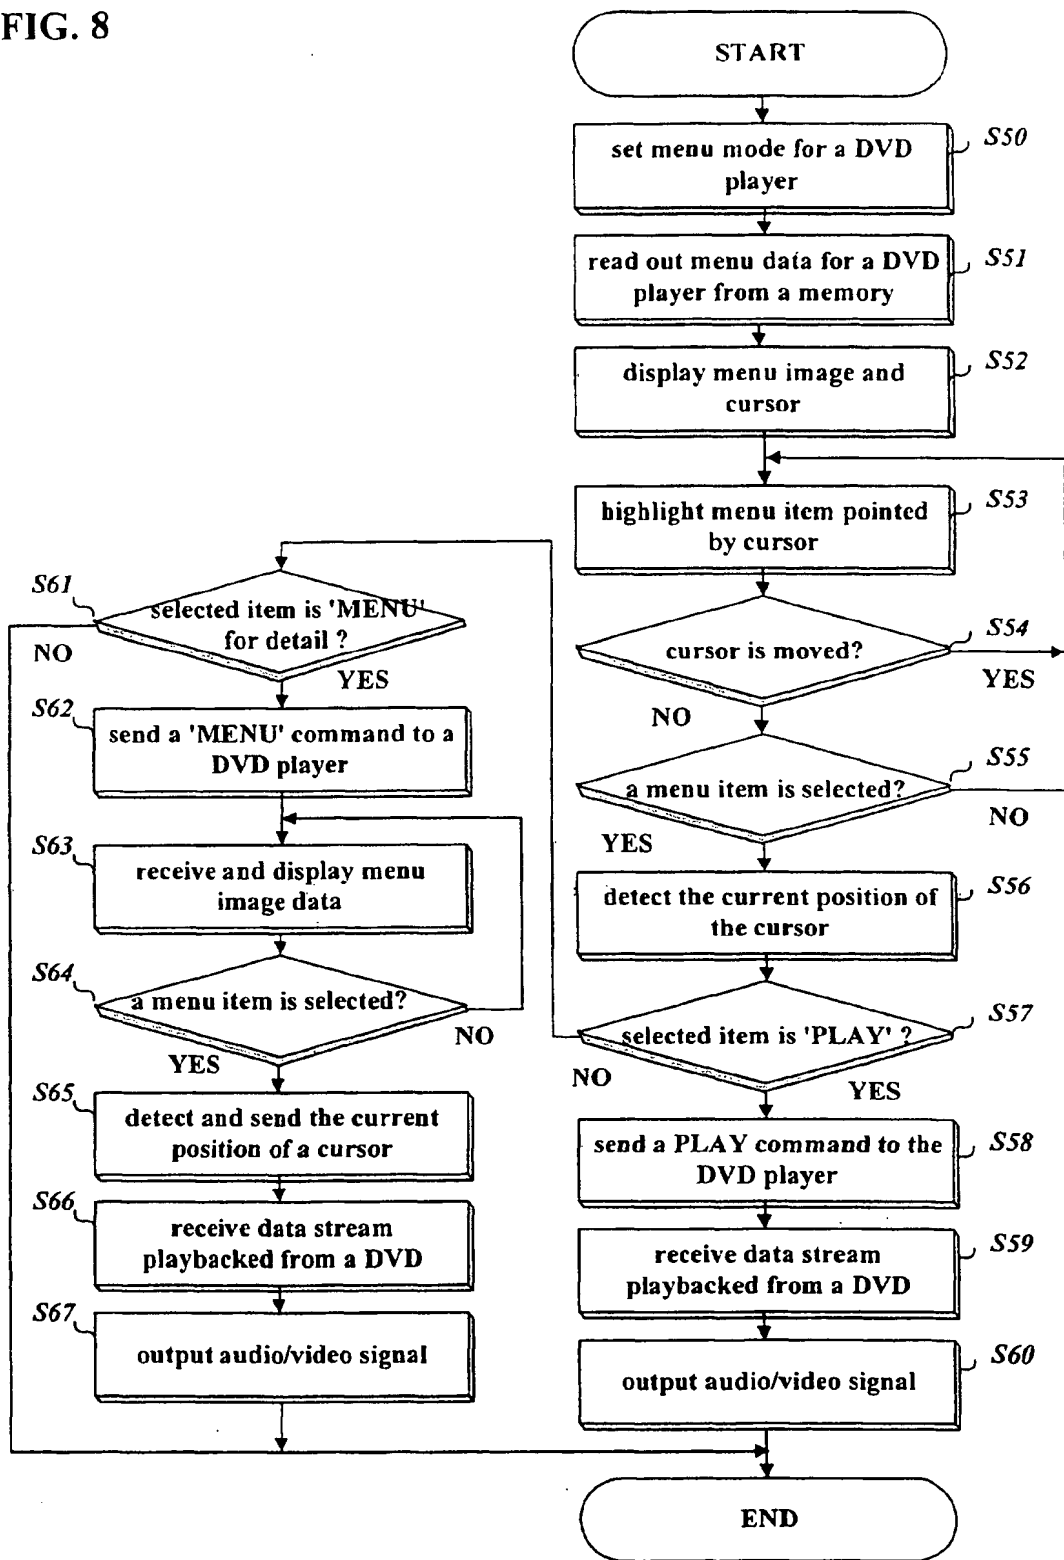 FIG. 8
START
set menu mode for a DVD
player
S50
read out menu data for a DVD
player from a memory
S51
display menu image and
cursor
S52
highlight menu item pointed
by cursor
S53
cursor is moved?
S54
YES
NO
a menu item is selected?
S55
NO
YES
detect the current position of
the cursor
S56
selected item is 'PLAY' ?
S57
NO
YES
send a PLAY command to the
DVD player
S58
receive data stream
playbacked from a DVD
S59
output audio/video signal
S60
S61
selected item is 'MENU'
for detail ?
NO
YES
S62
send a 'MENU' command to a
DVD player
S63
receive and display menu
image data
S64
a menu item is selected?
NO
YES
S65
detect and send the current
position of a cursor
S66
receive data stream
playbacked from a DVD
S67
output audio/video signal
END